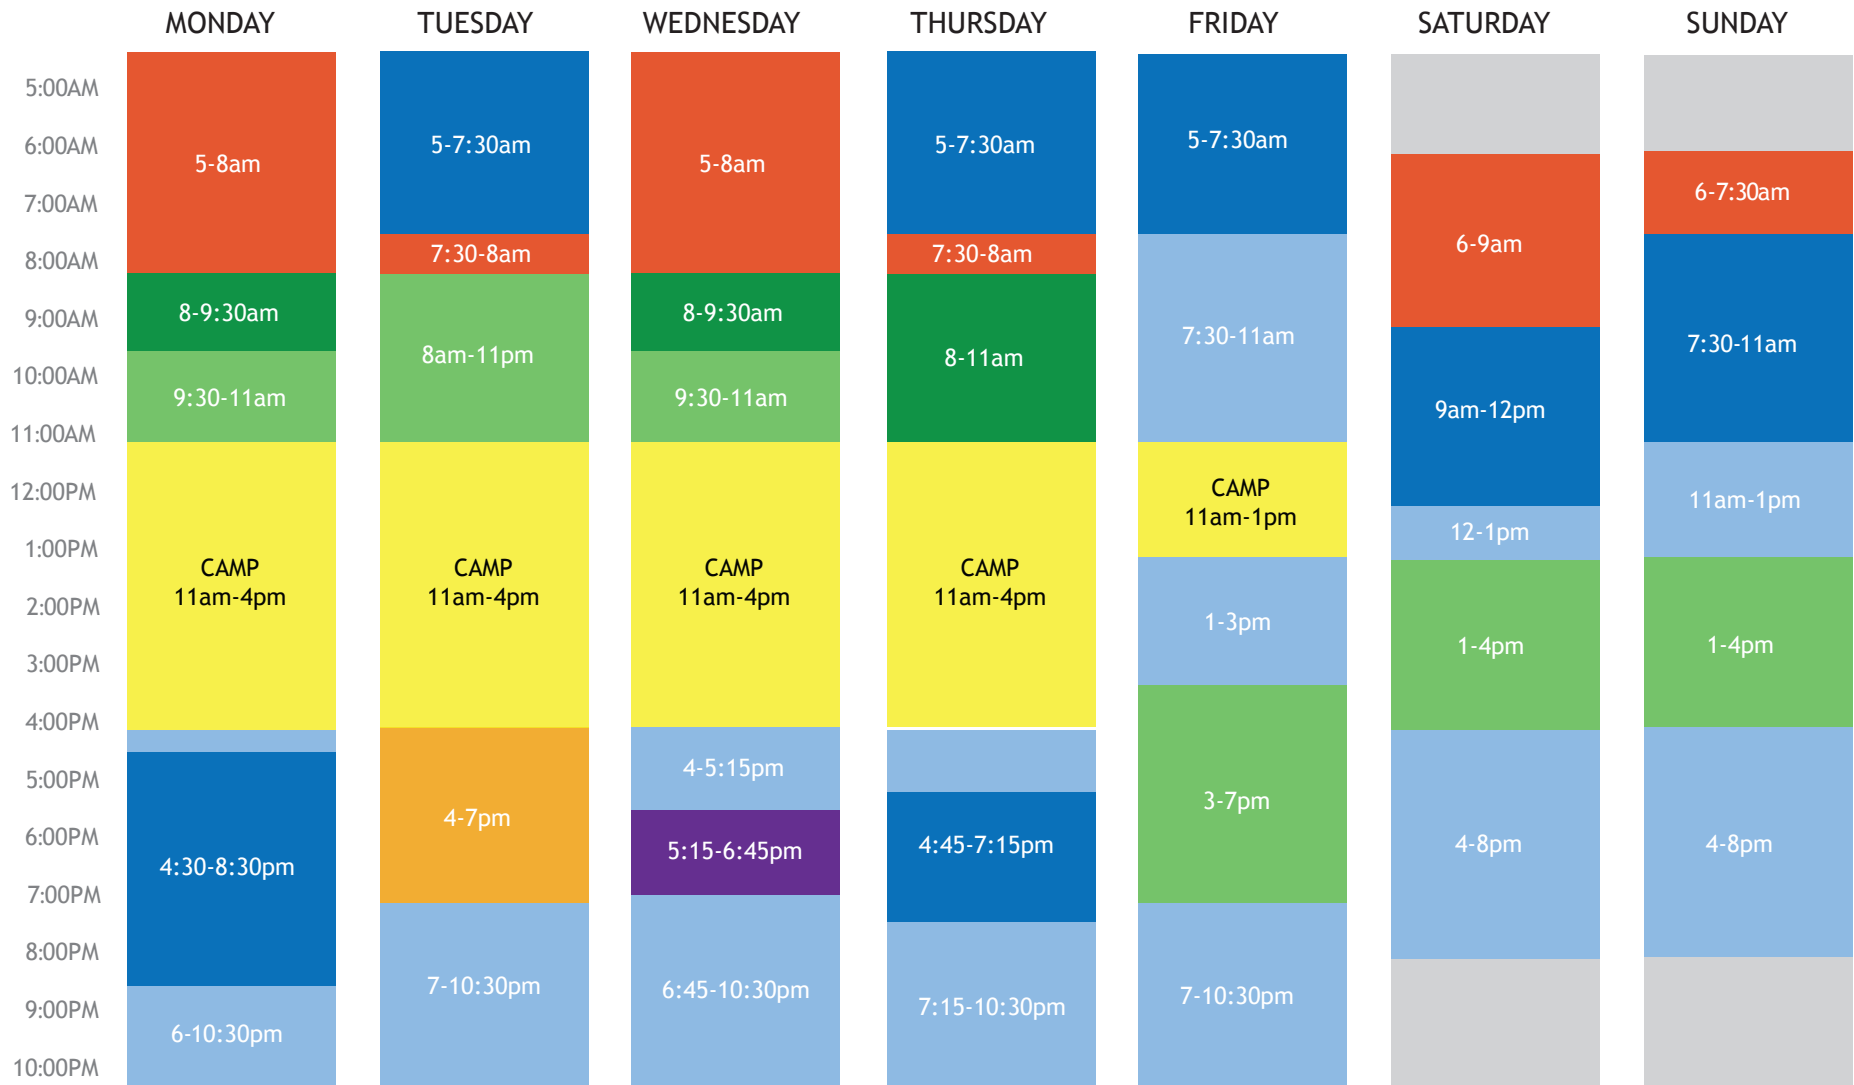 MONDAY
TUESDAY
WEDNESDAY
THURSDAY
FRIDAY
SATURDAY
SUNDAY
5:00AM
6:00AM
7:00AM
8:00AM
9:00AM
10:00AM
11:00AM
12:00PM
1:00PM
2:00PM
3:00PM
4:00PM
5:00PM
6:00PM
7:00PM
8:00PM
9:00PM
10:00PM
5-8am
8-9:30am
9:30-11am
CAMP
11am-4pm
4:30-8:30pm
6-10:30pm
5-7:30am
7:30-8am
8am-11pm
CAMP
11am-4pm
4-7pm
7-10:30pm
5-8am
8-9:30am
9:30-11am
CAMP
11am-4pm
4-5:15pm
5:15-6:45pm
6:45-10:30pm
5-7:30am
7:30-8am
8-11am
CAMP
11am-4pm
4:45-7:15pm
7:15-10:30pm
5-7:30am
7:30-11am
CAMP
11am-1pm
1-3pm
3-7pm
7-10:30pm
6-9am
9am-12pm
12-1pm
1-4pm
4-8pm
6-7:30am
7:30-11am
11am-1pm
1-4pm
4-8pm